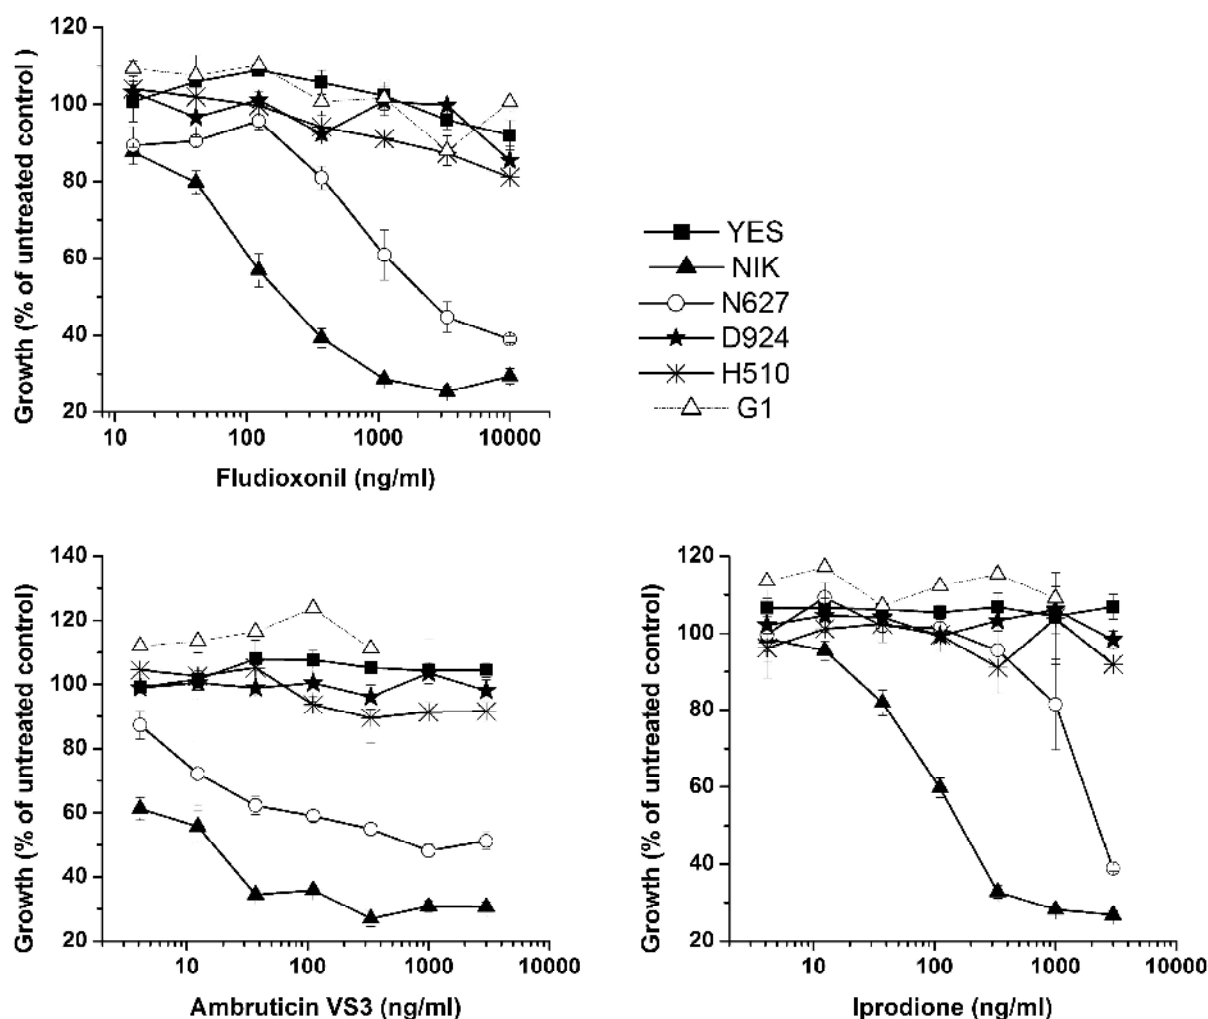 120
100
80
60
40
20
Growth (% of untreated control )
10
100
1000
10000
Fludioxonil (ng/ml)
YES
NIK
N627
D924
H510
G1
140
120
100
80
60
40
20
Growth (% of untreated control)
10
100
1000
10000
Ambruticin VS3 (ng/ml)
120
100
80
60
40
20
Growth (% of untreated control)
10
100
1000
10000
Iprodione (ng/ml)